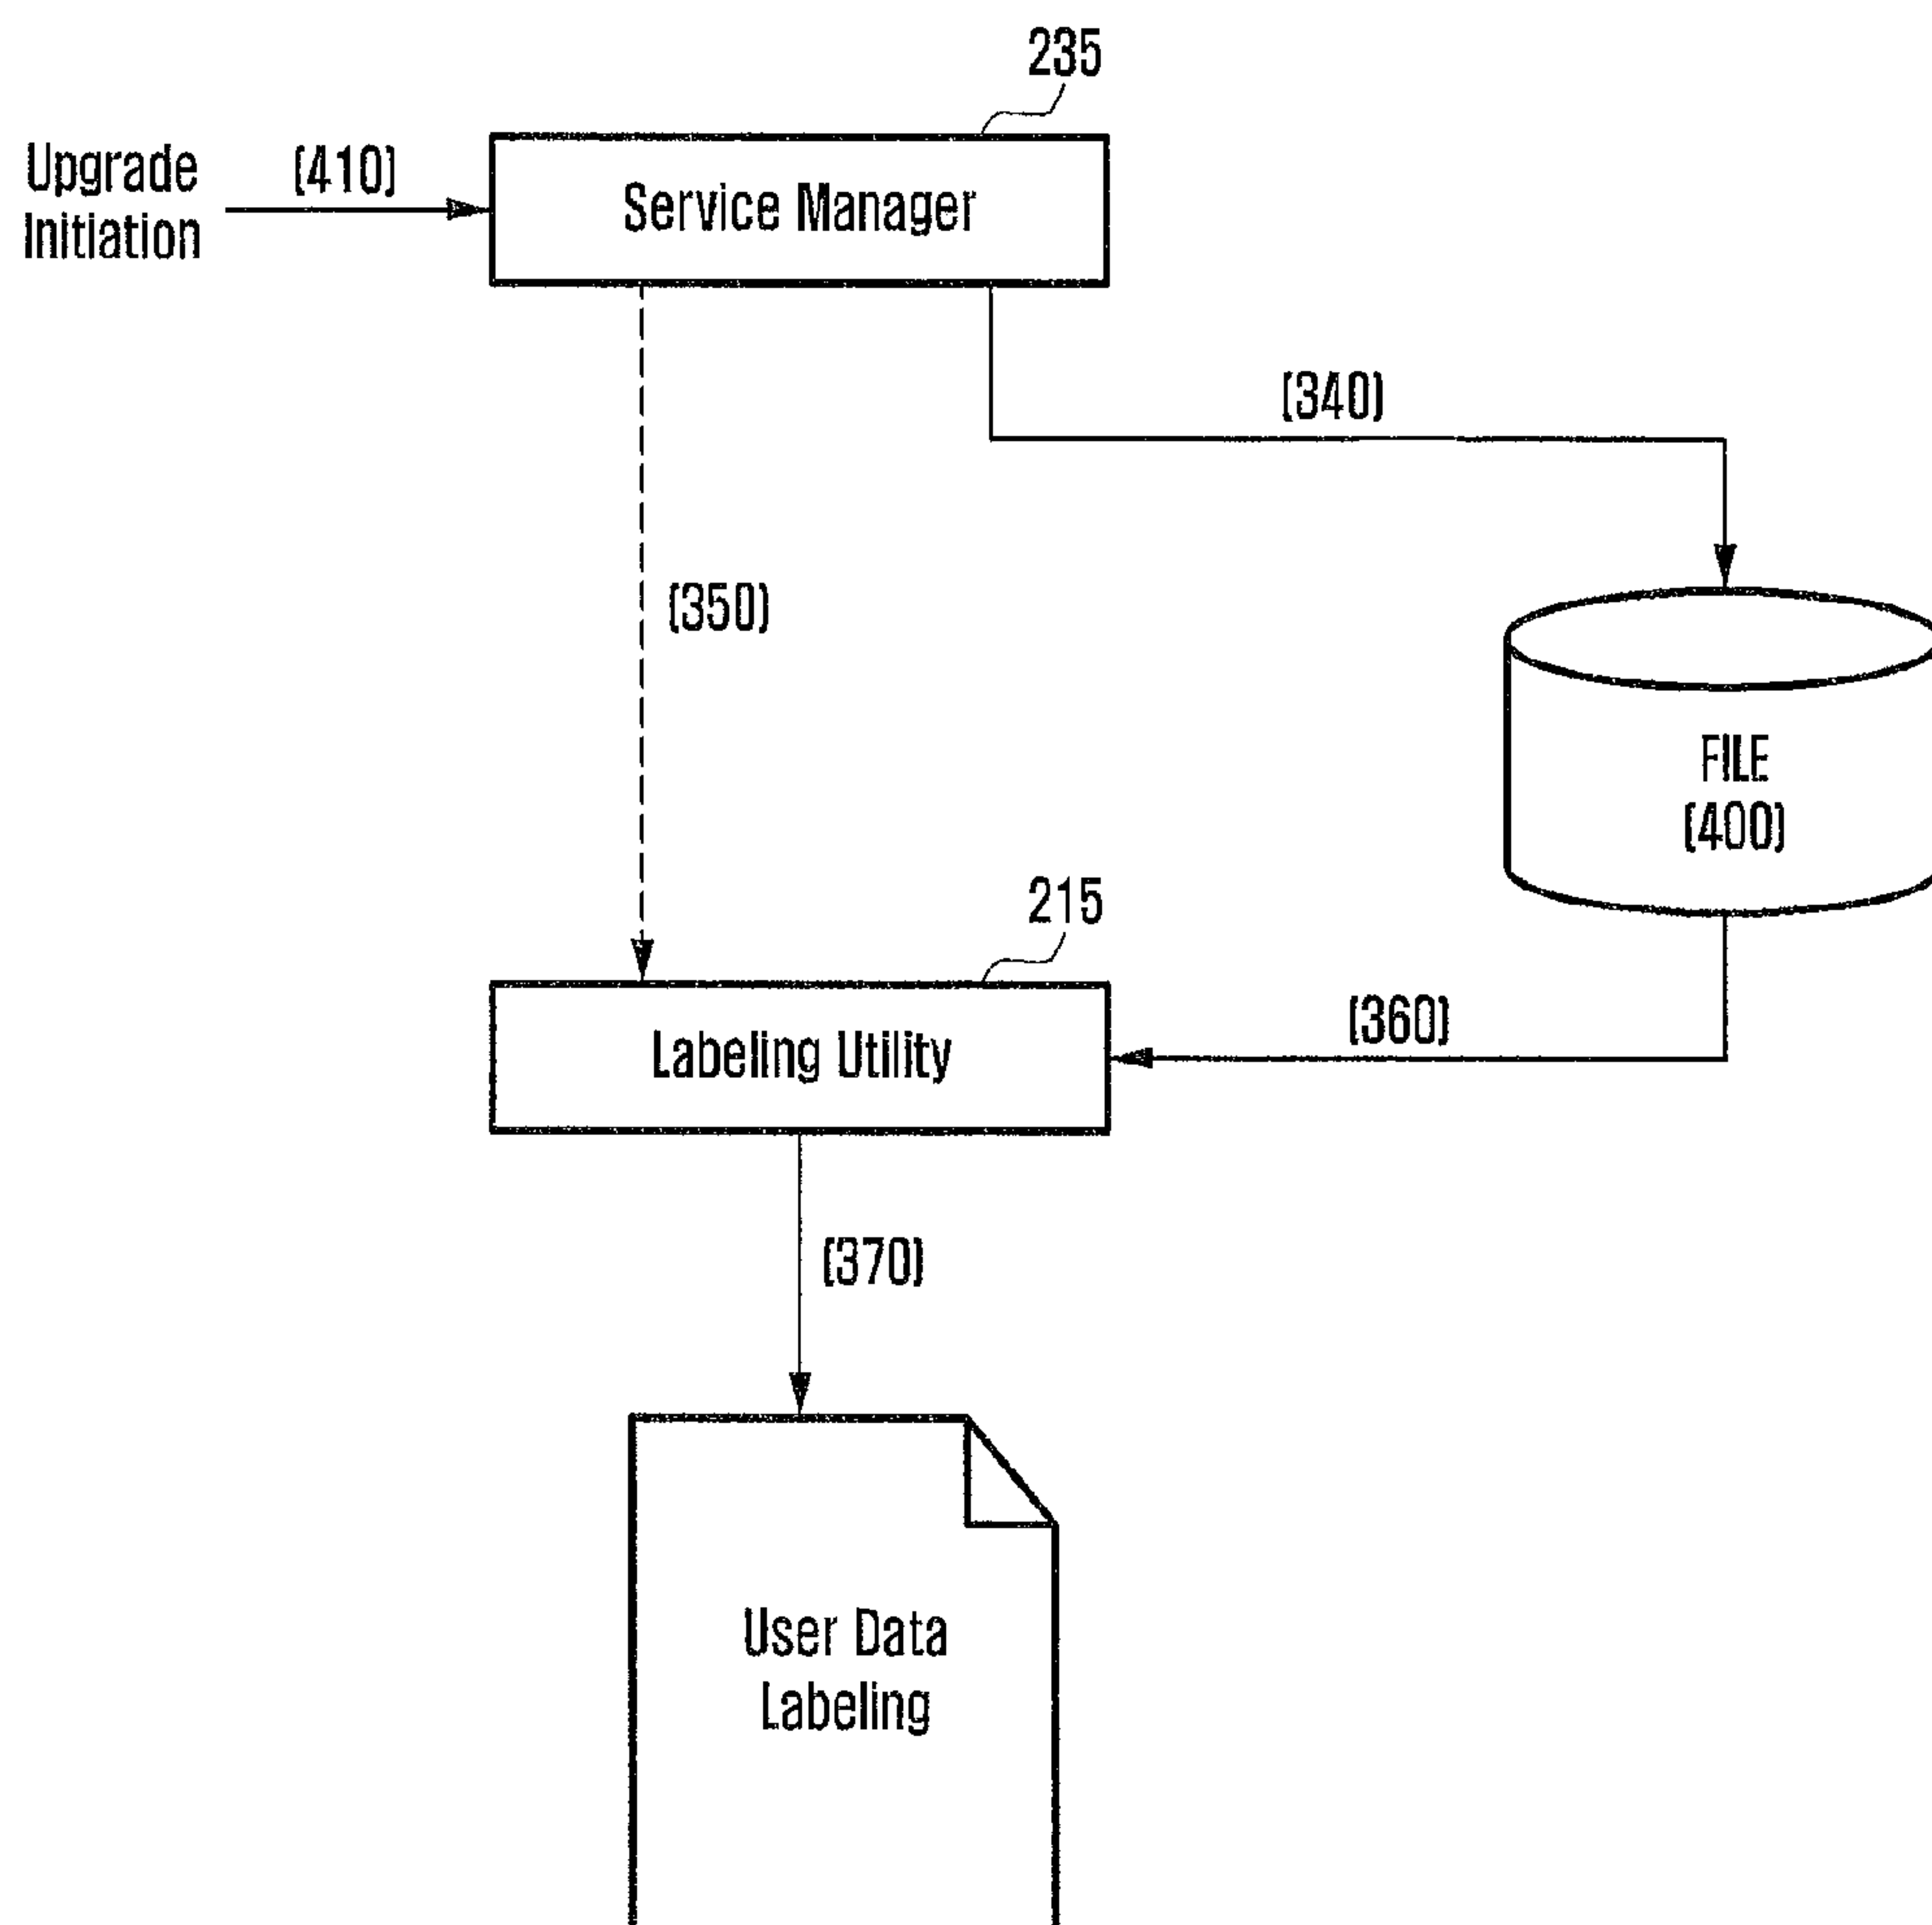 235
Upgrade
Initiation
(410)
Service Manager
(340)
(350)
FILE
(400)
215
Labeling Utility
(360)
(370)
User Data
Labeling